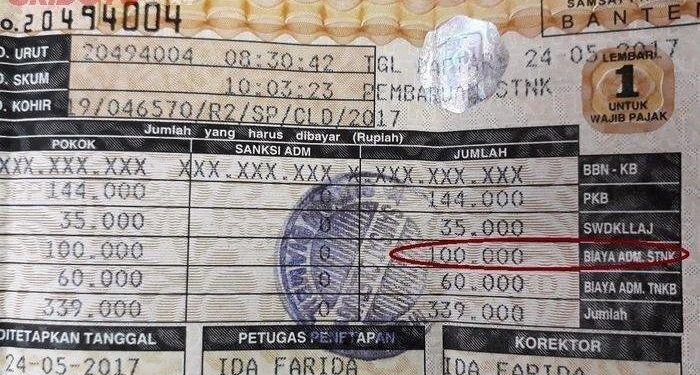 SAMSAT
BANTE
o.20494004
O. URUT 20494004 08:30:42 TGL 24-05-2017
D. SKUM 10:03:23 PEMBARUAN STNK
D. KOHIR 19/046570/R2/SP/CLD/2017
LEMBAR
1
UNTUK
WAJIB PAJAK
Jumlah yang harus dibayar (Rupiah)
POKOK SANKSI ADM JUMLAH
XXX.XXX.XXX XXX.XXX.XXX XXX.XXX.XXX BBN - KB
144.000 0 144.000 PKB
35.000 0 35.000 SWDKLLAJ
100.000 0 100.000 BIAYA ADM. STNK
60.000 0 60.000 BIAYA ADM. TNKB
339.000 0 339.000 Jumlah
DITETAPKAN TANGGAL PETUGAS PENETAPAN KOREKTOR
24-05-2017 IDA FARIDA IDA FARIDA